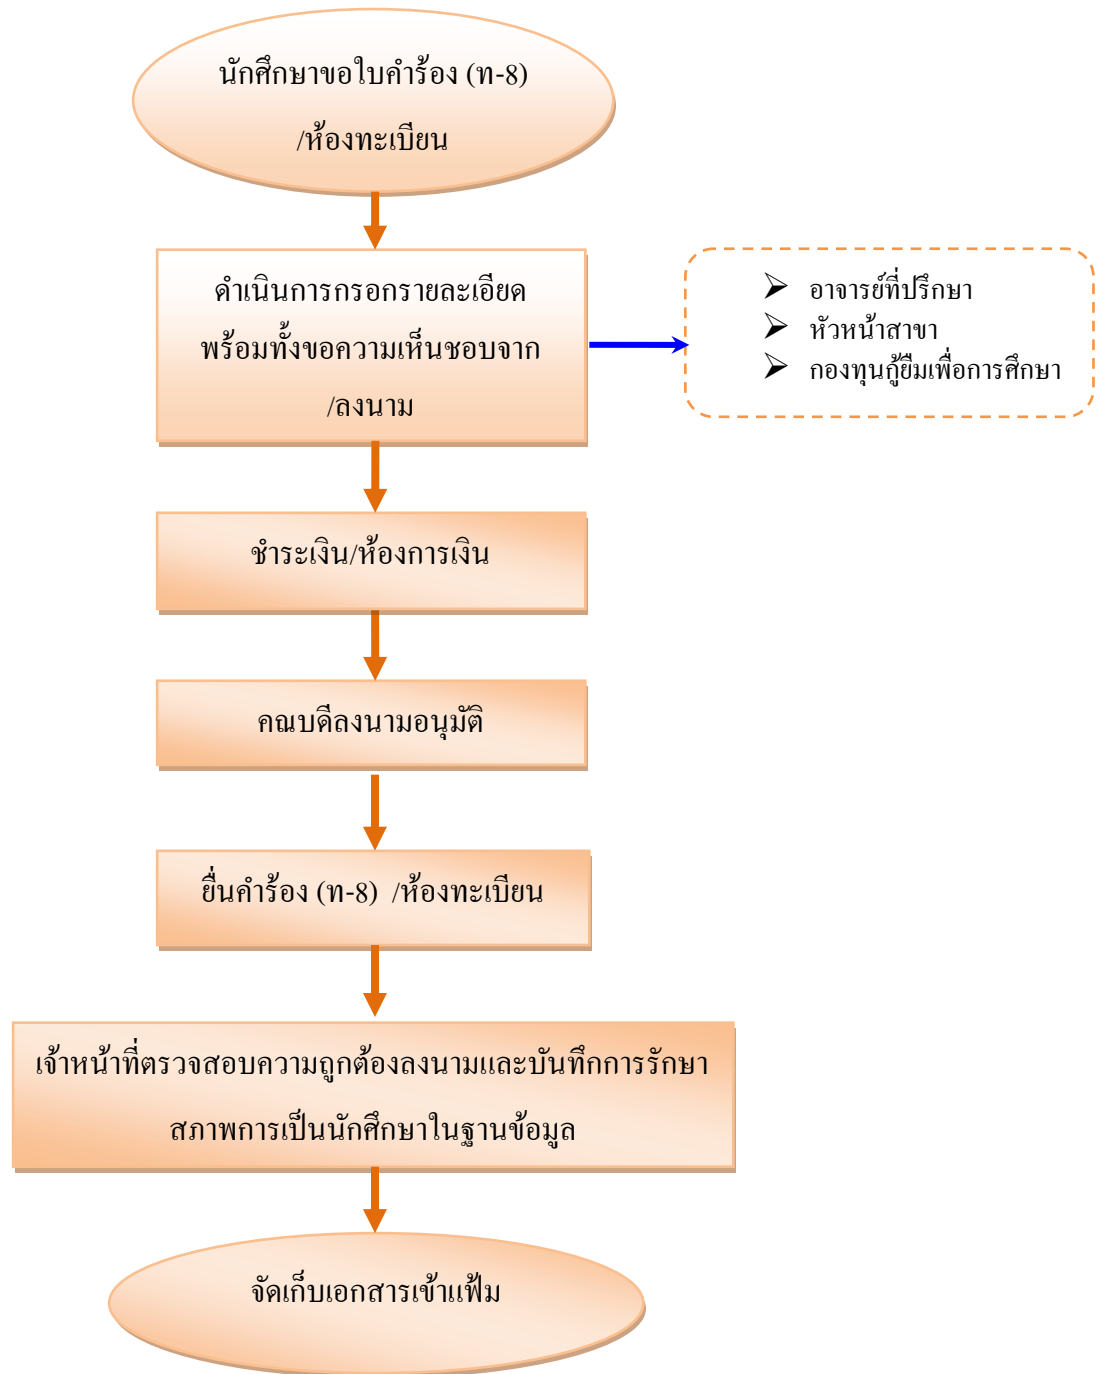 นักศึกษาขอใบคำร้อง (ท-8)
/ห้องทะเบียน
ดำเนินการกรอกรายละเอียด
พร้อมทั้งขอความเห็นชอบจาก
/ลงนาม
อาจารย์ที่ปรึกษา
หัวหน้าสาขา
กองทุนกู้ยืมเพื่อการศึกษา
ชำระเงิน/ห้องการเงิน
คณบดีลงนามอนุมัติ
ยื่นคำร้อง (ท-8) /ห้องทะเบียน
เจ้าหน้าที่ตรวจสอบความถูกต้องลงนามและบันทึกการรักษา
สภาพการเป็นนักศึกษาในฐานข้อมูล
จัดเก็บเอกสารเข้าแฟ้ม